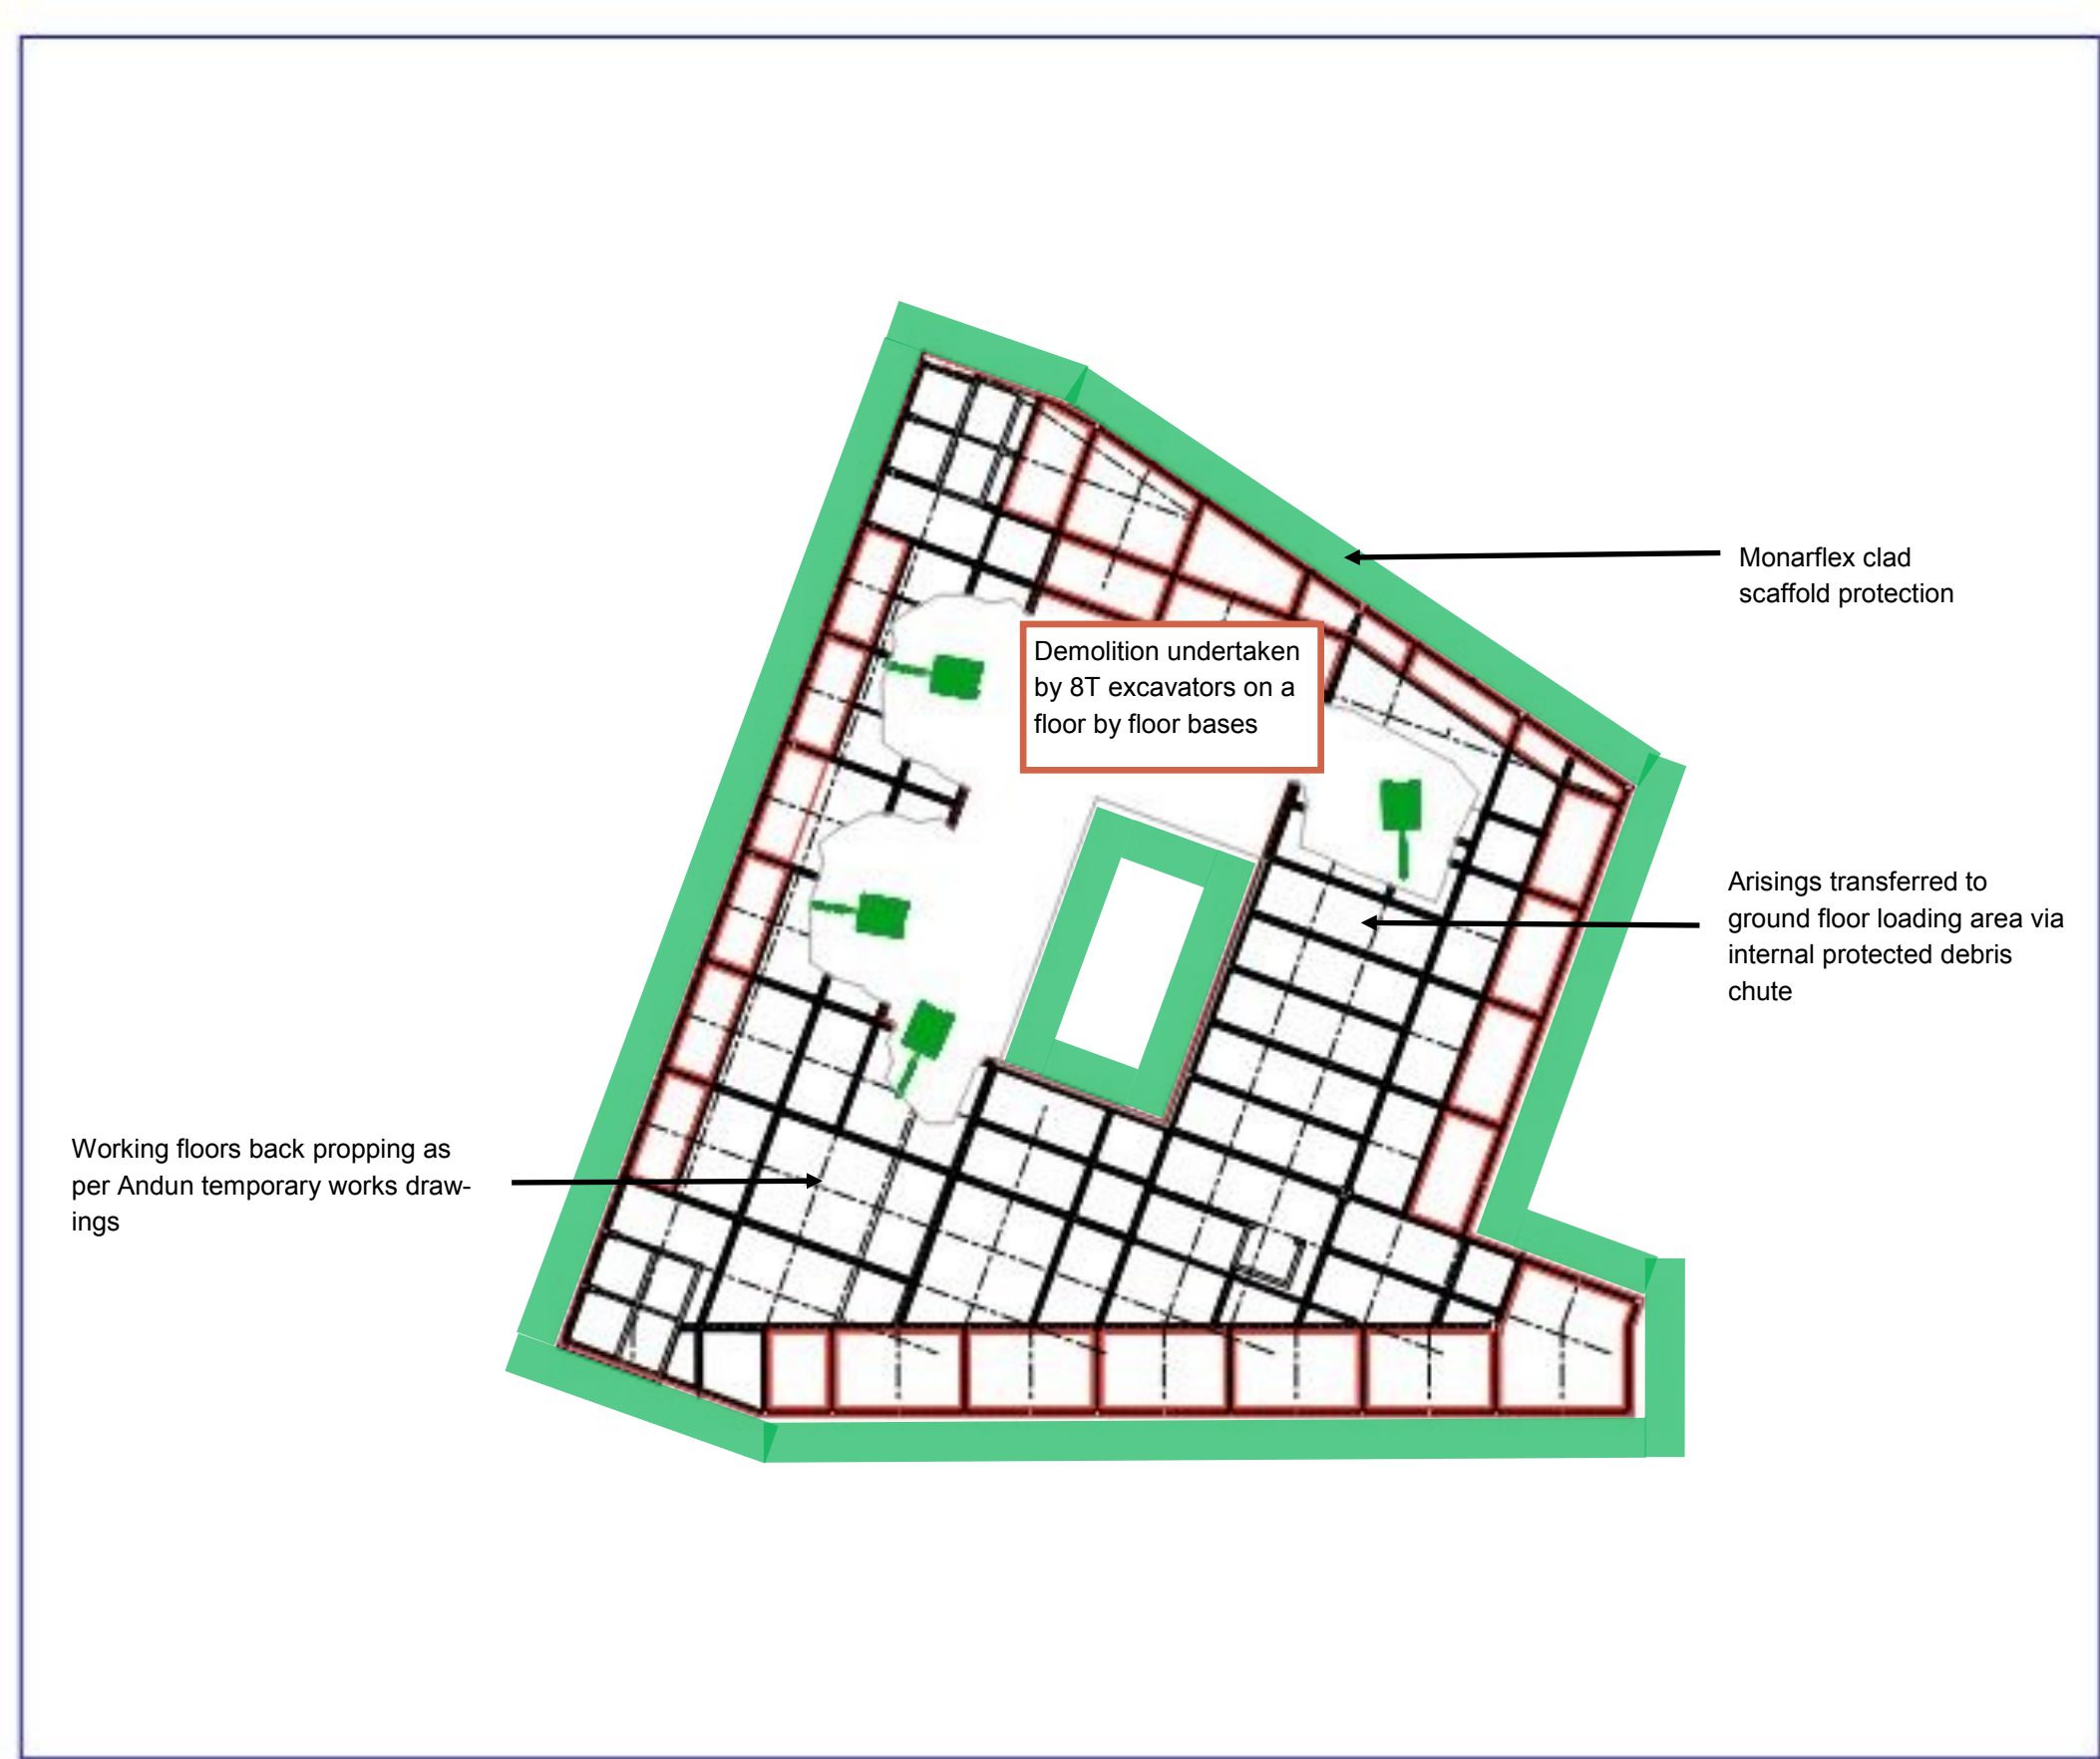 Monarflex clad
scaffold protection
Demolition undertaken
by 8T excavators on a
floor by floor bases
Arisings transferred to
ground floor loading area via
internal protected debris
chute
Working floors back propping as
per Andun temporary works draw-
ings